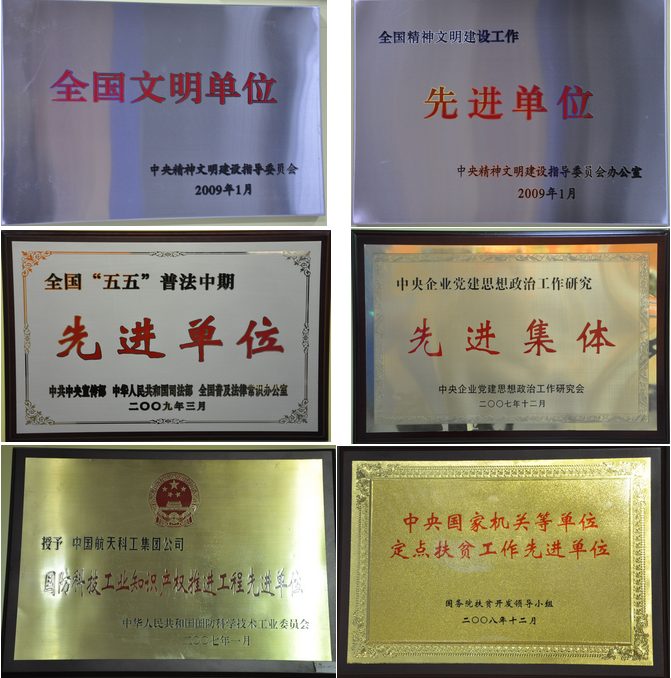 全国文明单位
中央精神文明建设指导委员会
2009年1月
全国精神文明建设工作
先进单位
中央精神文明建设指导委员会办公室
2009年1月
全国“五五”普法中期
先进单位
中共中央宣传部 中华人民共和国司法部 全国普及法律常识办公室
二〇〇九年三月
中央企业党建思想政治工作研究
先进集体
中央企业党建思想政治工作研究会
二〇〇七年十二月
授予 中国航天科工集团公司
国防科技工业知识产权推进工程先进单位
中华人民共和国国防科学技术工业委员会
二〇〇七年一月
中央国家机关等单位
定点扶贫工作先进单位
国务院扶贫开发领导小组
二〇〇八年十二月